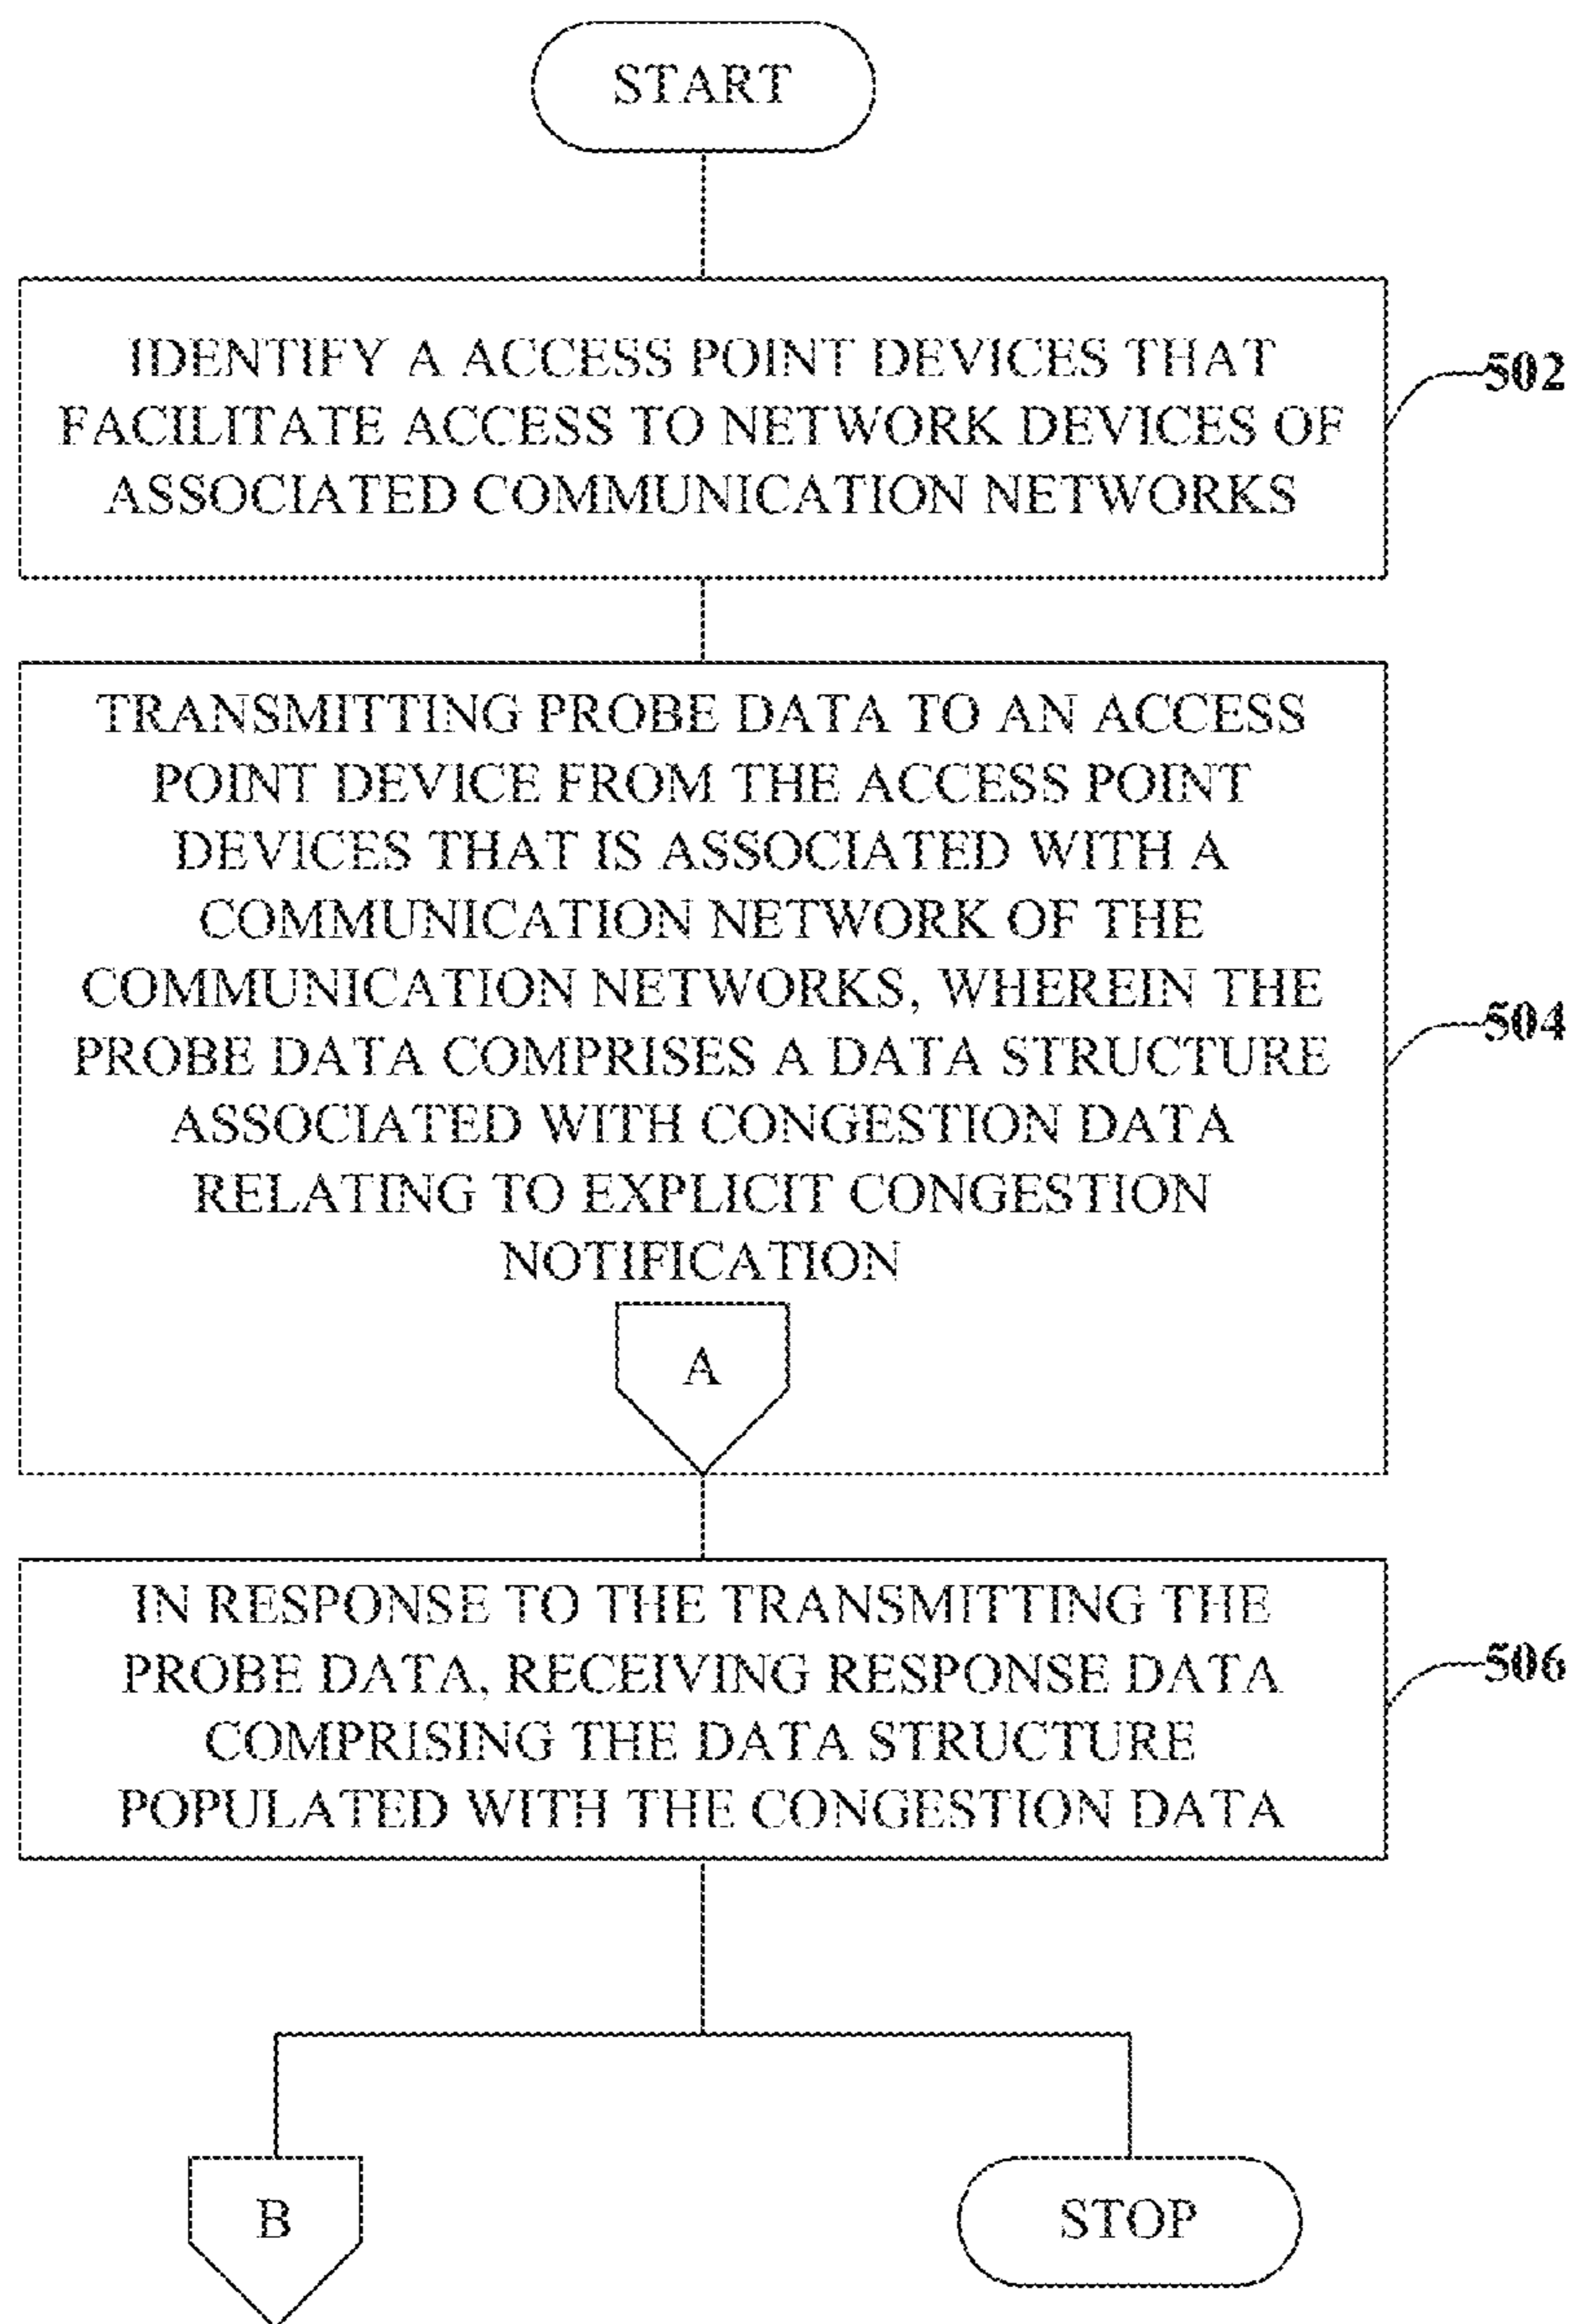 START
IDENTIFY A ACCESS POINT DEVICES THAT
FACILITATE ACCESS TO NETWORK DEVICES OF
ASSOCIATED COMMUNICATION NETWORKS
502
TRANSMITTING PROBE DATA TO AN ACCESS
POINT DEVICE FROM THE ACCESS POINT
DEVICES THAT IS ASSOCIATED WITH A
COMMUNICATION NETWORK OF THE
COMMUNICATION NETWORKS, WHEREIN THE
PROBE DATA COMPRISES A DATA STRUCTURE
ASSOCIATED WITH CONGESTION DATA
RELATING TO EXPLICIT CONGESTION
NOTIFICATION
504
A
IN RESPONSE TO THE TRANSMITTING THE
PROBE DATA, RECEIVING RESPONSE DATA
COMPRISING THE DATA STRUCTURE
POPULATED WITH THE CONGESTION DATA
506
B
STOP